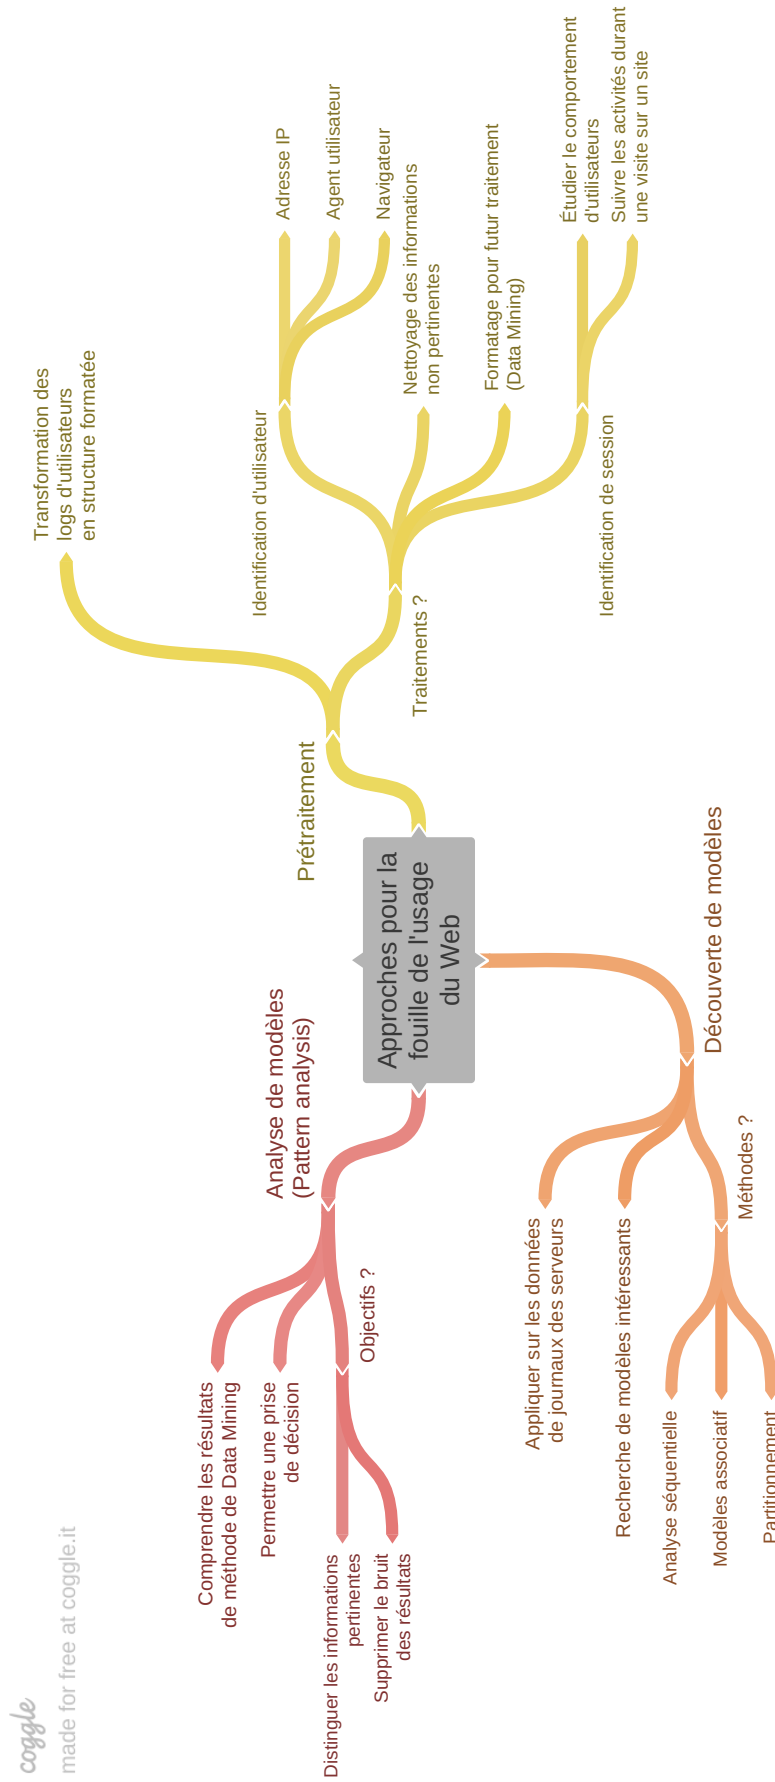 coggle
made for free at coggle.it
Approches pour la
fouille de l'usage
du Web
Prétraitement
Transformation des
logs d'utilisateurs
en structure formatée
Traitements ?
Identification d'utilisateur
Adresse IP
Agent utilisateur
Navigateur
Nettoyage des informations
non pertinentes
Formatage pour futur traitement
(Data Mining)
Identification de session
Étudier le comportement
d'utilisateurs
Suivre les activités durant
une visite sur un site
Découverte de modèles
Appliquer sur les données
de journaux des serveurs
Recherche de modèles intéressants
Méthodes ?
Analyse séquentielle
Modèles associatif
Partitionnement
Analyse de modèles
(Pattern analysis)
Comprendre les résultats
de méthode de Data Mining
Permettre une prise
de décision
Objectifs ?
Distinguer les informations
pertinentes
Supprimer le bruit
des résultats